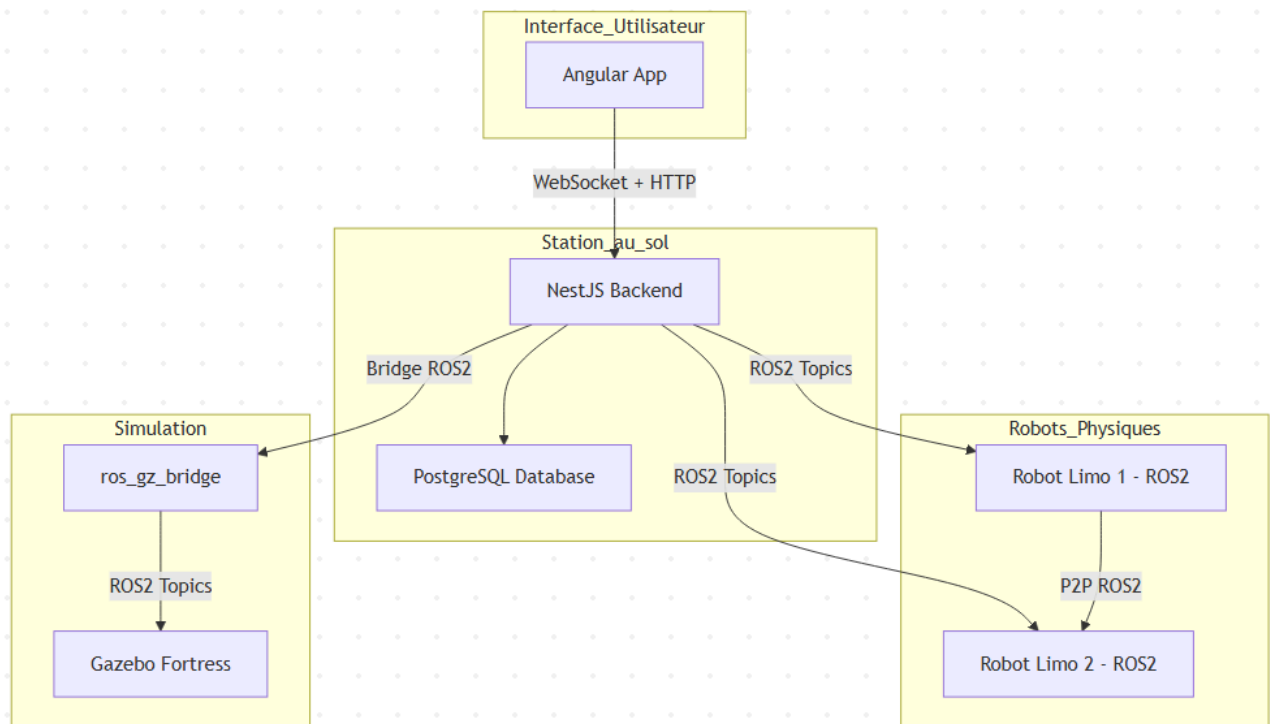 Interface_Utilisateur
Angular App
WebSocket + HTTP
Station_au_sol
NestJS Backend
Bridge ROS2
ROS2 Topics
Simulation
Robots_Physiques
ros_gz_bridge
PostgreSQL Database
ROS2 Topics
Robot Limo 1 - ROS2
ROS2 Topics
P2P ROS2
Gazebo Fortress
Robot Limo 2 - ROS2